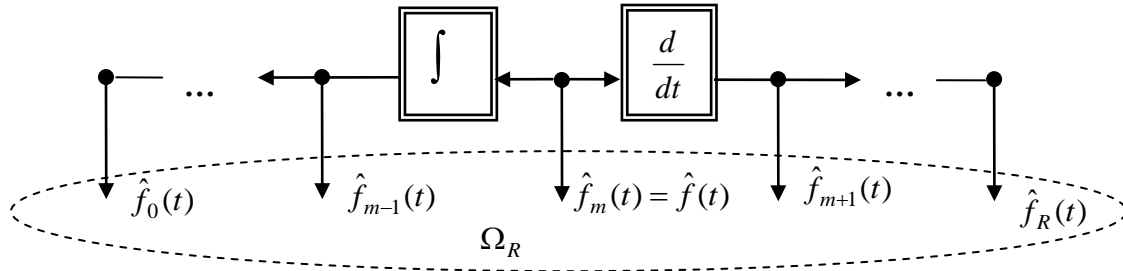 ∫ d/dt
... ...
f̂₀(t) f̂ₘ₋₁(t) f̂ₘ(t) = f̂(t) f̂ₘ₊₁(t) f̂_R(t)
Ω_R